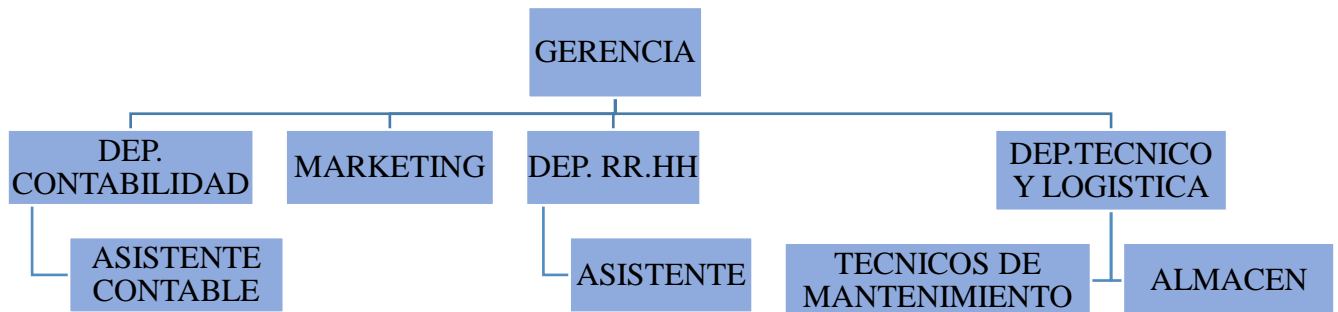 GERENCIA
DEP.
CONTABILIDAD
MARKETING
DEP. RR.HH
DEP.TECNICO
Y LOGISTICA
ASISTENTE
CONTABLE
ASISTENTE
TECNICOS DE
MANTENIMIENTO
ALMACEN